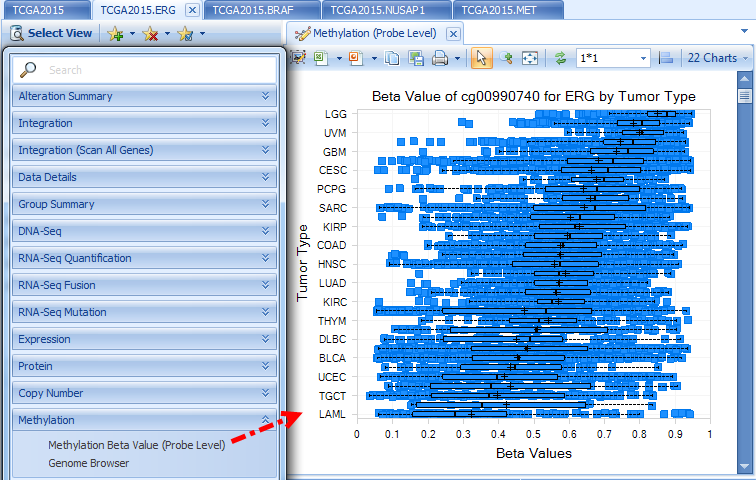 TCGA2015
TCGA2015.ERG
TCGA2015.BRAF
TCGA2015.NUSAP1
TCGA2015.MET
Select View
Search
Alteration Summary
Integration
Integration (Scan All Genes)
Data Details
Group Summary
DNA-Seq
RNA-Seq Quantification
RNA-Seq Fusion
RNA-Seq Mutation
Expression
Protein
Copy Number
Methylation
Methylation Beta Value (Probe Level)
Genome Browser
Methylation (Probe Level)
1*1
22 Charts
Beta Value of cg00990740 for ERG by Tumor Type
Tumor Type
LGG
UVM
GBM
CESC
PCPG
SARC
KIRP
COAD
HNSC
LUAD
KIRC
THYM
DLBC
BLCA
UCEC
TGCT
LAML
0 0.1 0.2 0.3 0.4 0.5 0.6 0.7 0.8 0.9 1
Beta Values